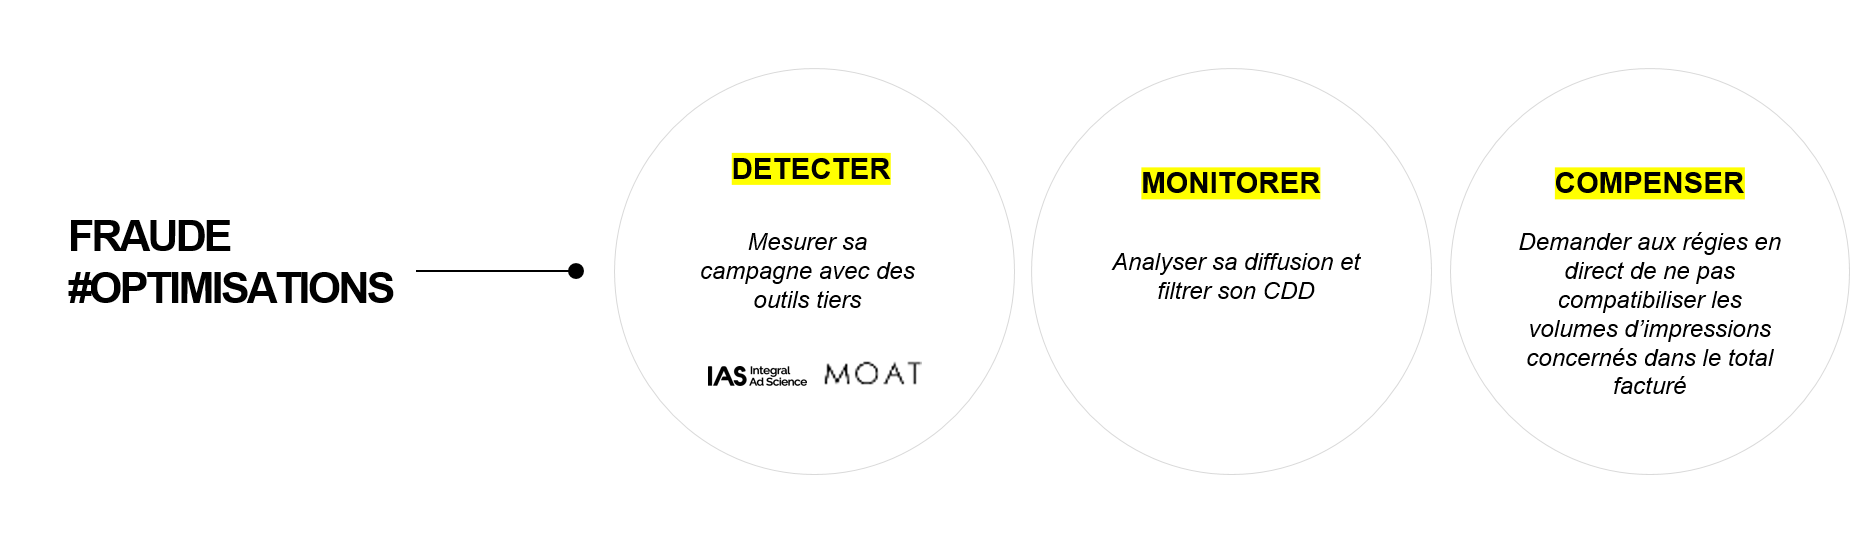 FRAUDE
#OPTIMISATIONS
DETECTER
Mesurer sa
campagne avec des
outils tiers
IAS Integral
Ad Science
MOAT
MONITORER
Analyser sa diffusion et
filtrer son CDD
COMPENSER
Demander aux régies en
direct de ne pas
compatibiliser les
volumes d’impressions
concernés dans le total
facturé